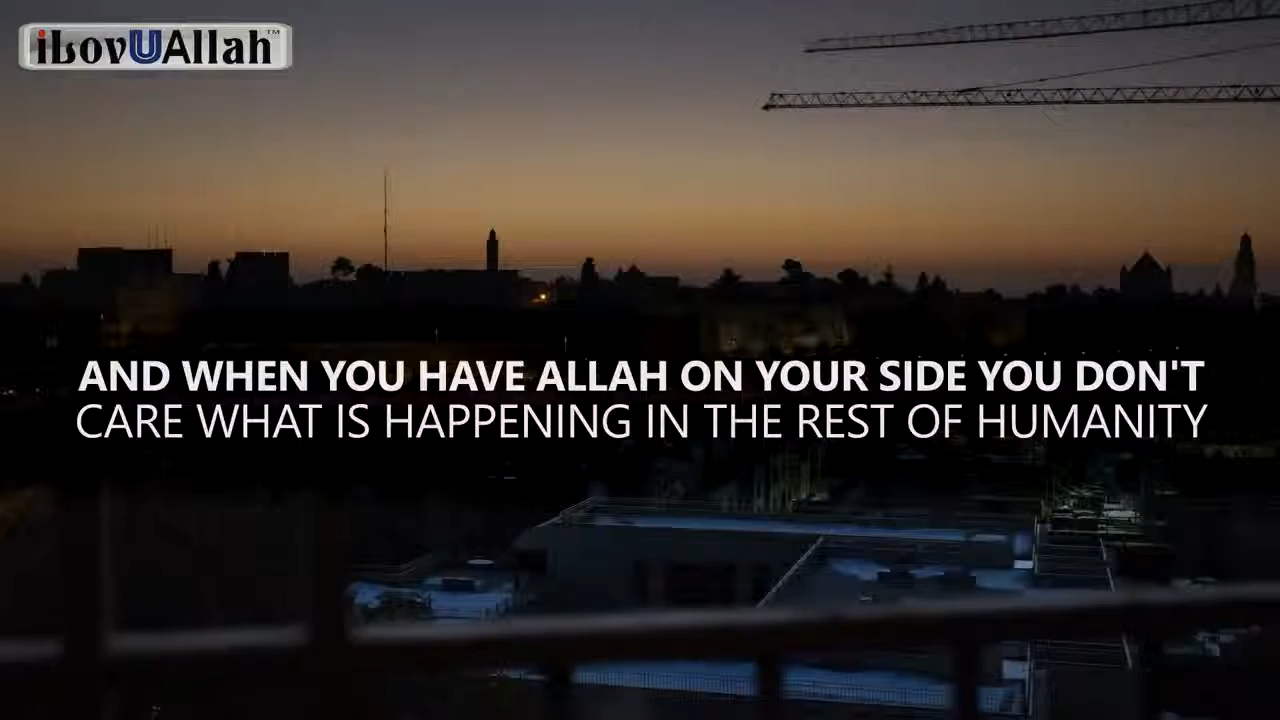 iLovUAllah™
AND WHEN YOU HAVE ALLAH ON YOUR SIDE YOU DON'T
CARE WHAT IS HAPPENING IN THE REST OF HUMANITY